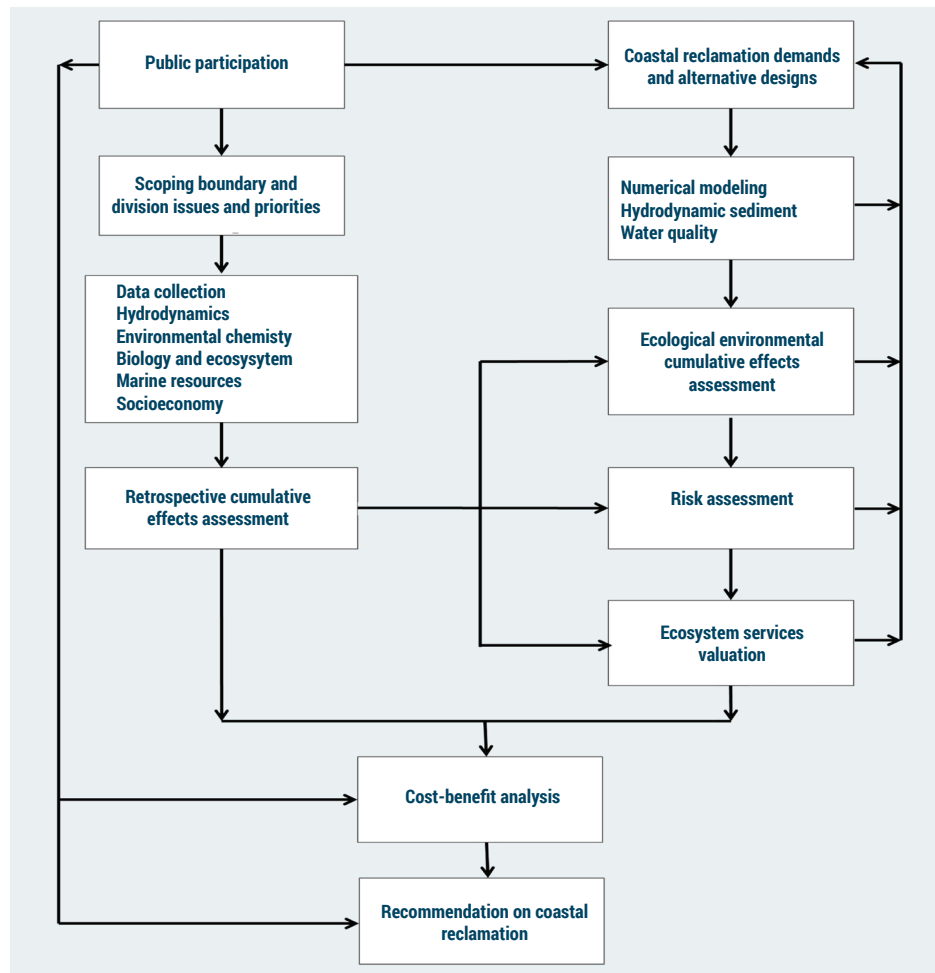 Public participation
Coastal reclamation demands
and alternative designs
Scoping boundary and
division issues and priorities
Numerical modeling
Hydrodynamic sediment
Water quality
Data collection
Hydrodynamics
Environmental chemisty
Biology and ecosysytem
Marine resources
Socioeconomy
Ecological environmental
cumulative effects
assessment
Retrospective cumulative
effects assessment
Risk assessment
Ecosystem services
valuation
Cost-benefit analysis
Recommendation on coastal
reclamation